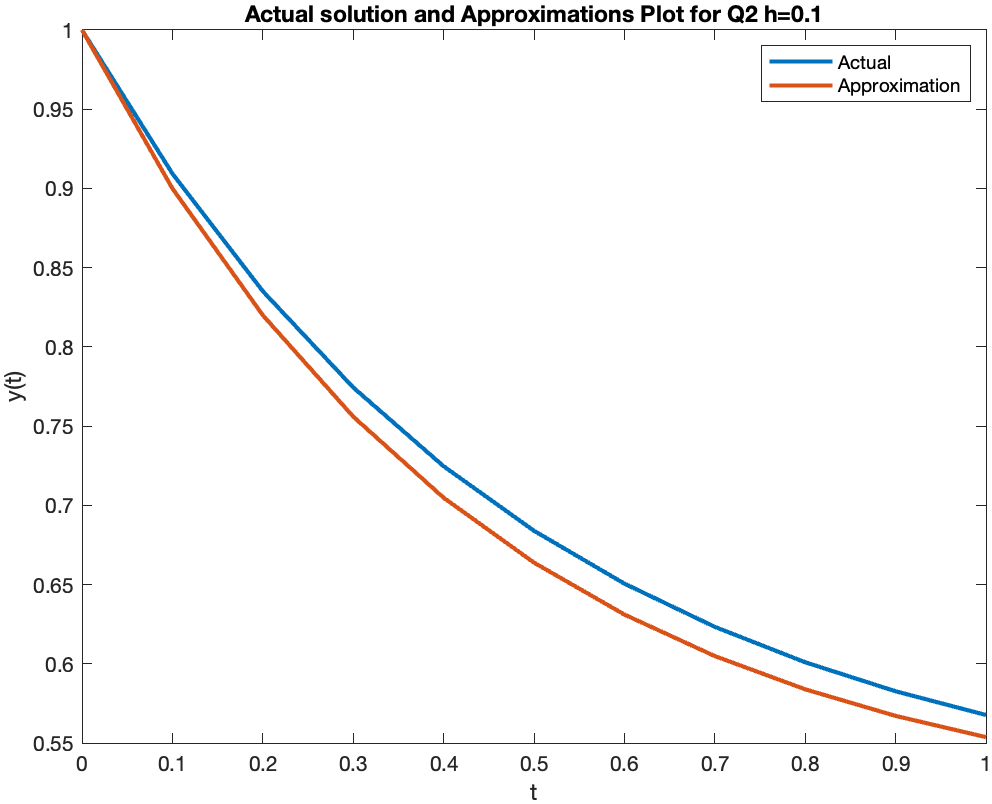 Actual solution and Approximations Plot for Q2 h=0.1
Actual
Approximation
1
0.95
0.9
0.85
0.8
0.75
0.7
0.65
0.6
0.55
y(t)
0 0.1 0.2 0.3 0.4 0.5 0.6 0.7 0.8 0.9 1
t